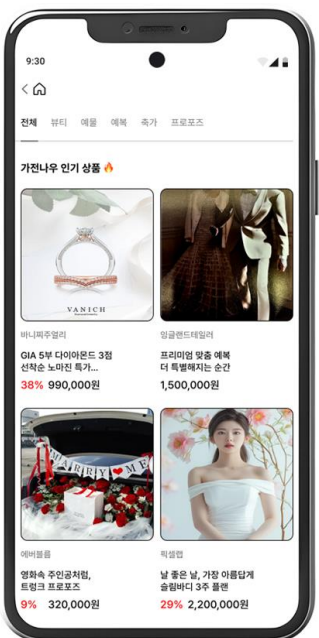 9:30
전체 뷰티 예물 예복 축가 프로포즈
가전나우 인기 상품 🔥
VANICH
바니찌주얼리
GIA 5부 다이아몬드 3점
선착순 노마진 특가...
38% 990,000원
잉글랜드테일러
프리미엄 맞춤 예복
더 특별해지는 순간
1,500,000원
MARRY ME
에버블룸
영화속 주인공처럼,
트렁크 프로포즈
9% 320,000원
픽셀랩
날 좋은 날, 가장 아름답게
슬림바디 3주 플랜
29% 2,200,000원